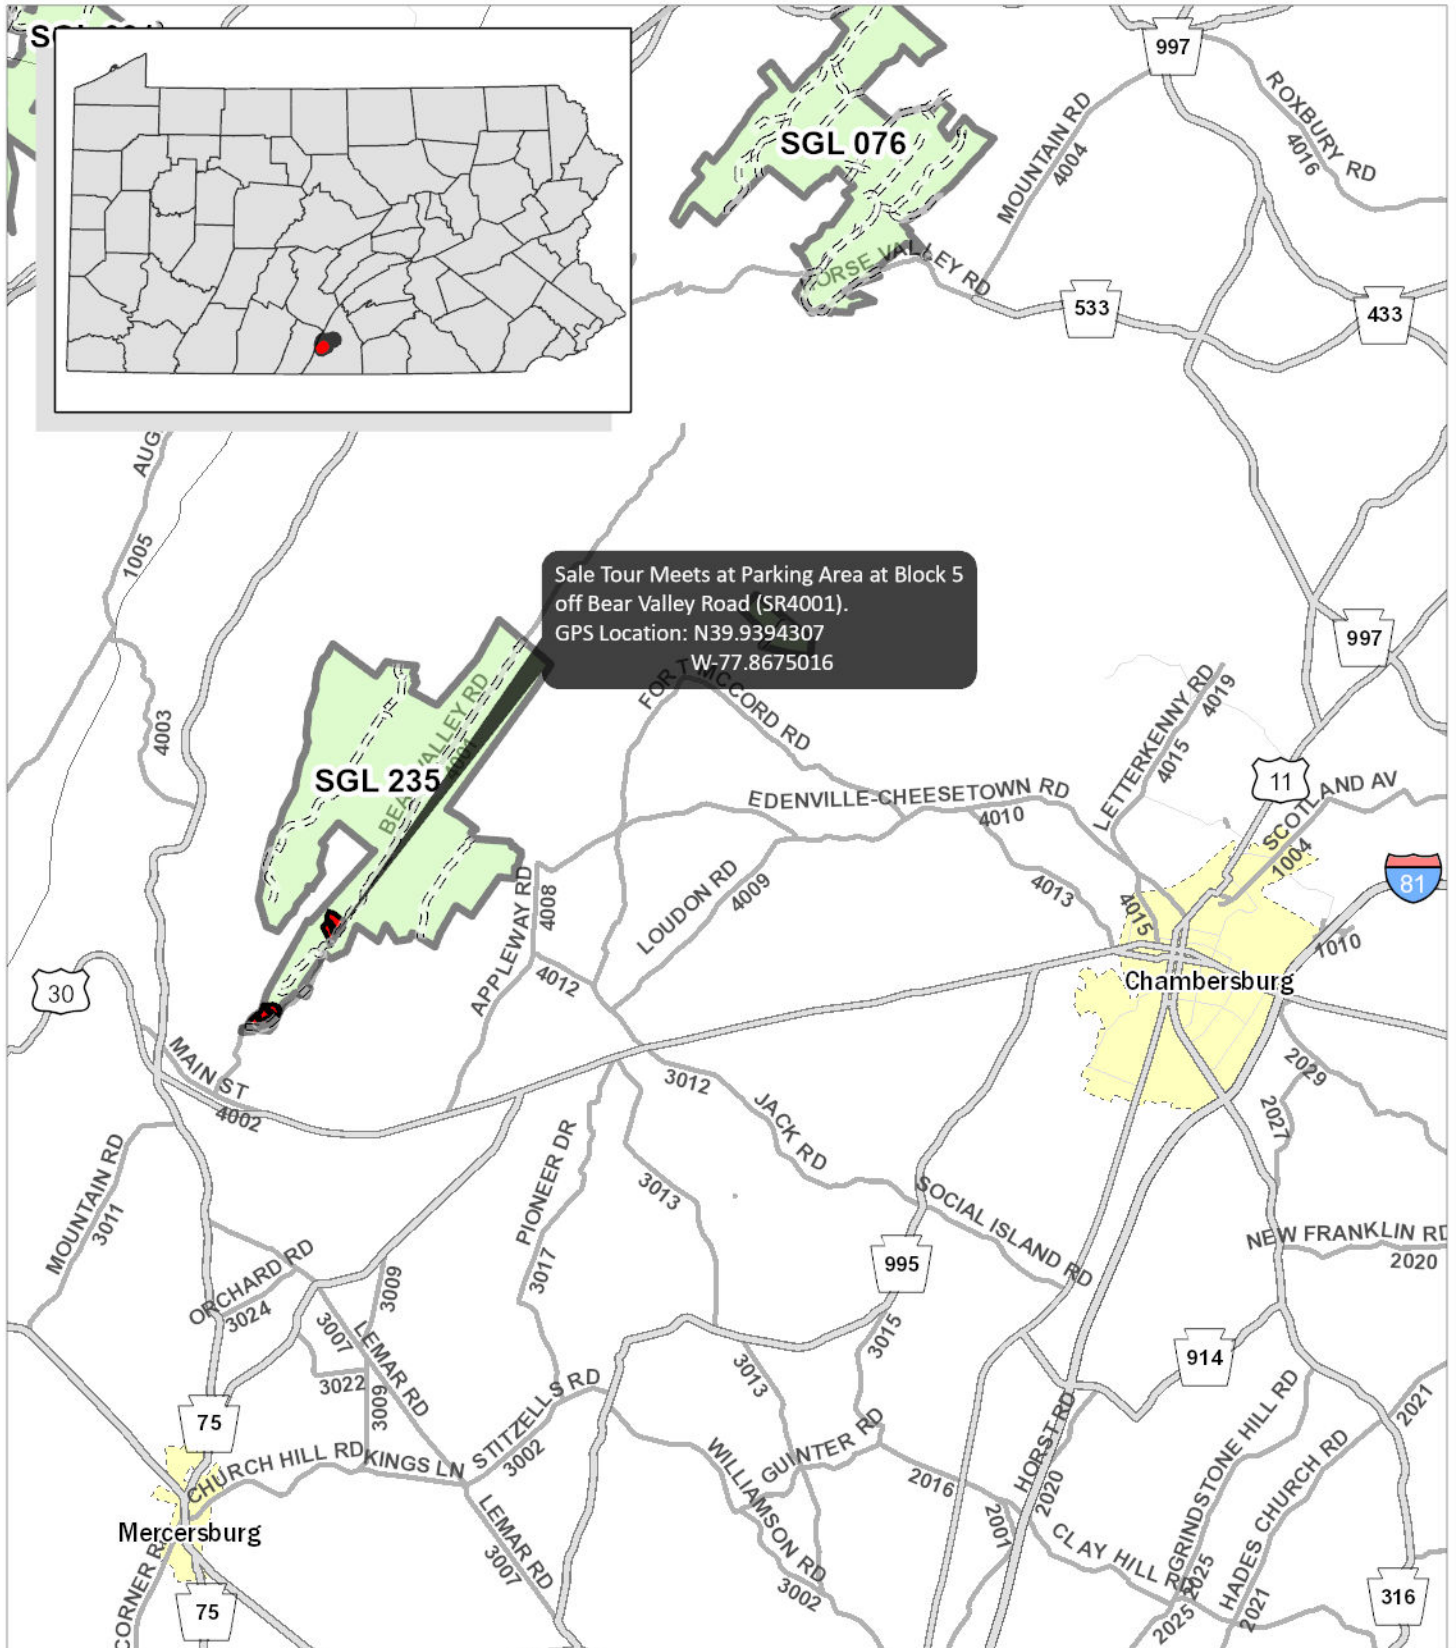 997
ROXBURY RD
4016
MOUNTAIN RD
4004
SGL 076
HORSE VALLEY RD
533
433
AUG
1005
Sale Tour Meets at Parking Area at Block 5
off Bear Valley Road (SR4001).
GPS Location: N39.9394307
W-77.8675016
997
FORT MCCORD RD
4003
BEAR VALLEY RD
4001
SGL 235
LETTERKENNY RD
4019
4015
11
SCOTLAND AV
1004
EDENVILLE-CHEESETOWN RD
4010
81
LOUDON RD
4009
4013
4015
APPLEWAY RD
4008
4012
1010
30
Chambersburg
MAIN ST
4002
3012
JACK RD
2029
2027
MOUNTAIN RD
3011
PIONEER DR
3017
3013
SOCIAL ISLAND RD
NEW FRANKLIN RD
2020
995
ORCHARD RD
3024
3009
3007
LEMAR RD
3022
3009
3015
914
3013
75
STITZELLS RD
3002
CHURCH HILL RD
KINGS LN
GUINTER RD
WILLIAMSON RD
3002
2016
HORST RD
2020
2001
GRINDSTONE HILL RD
2025
HADES CHURCH RD
2021
2021
Mercersburg
LEMAR RD
3007
CLAY HILL RD
2025
CORNER R
75
316